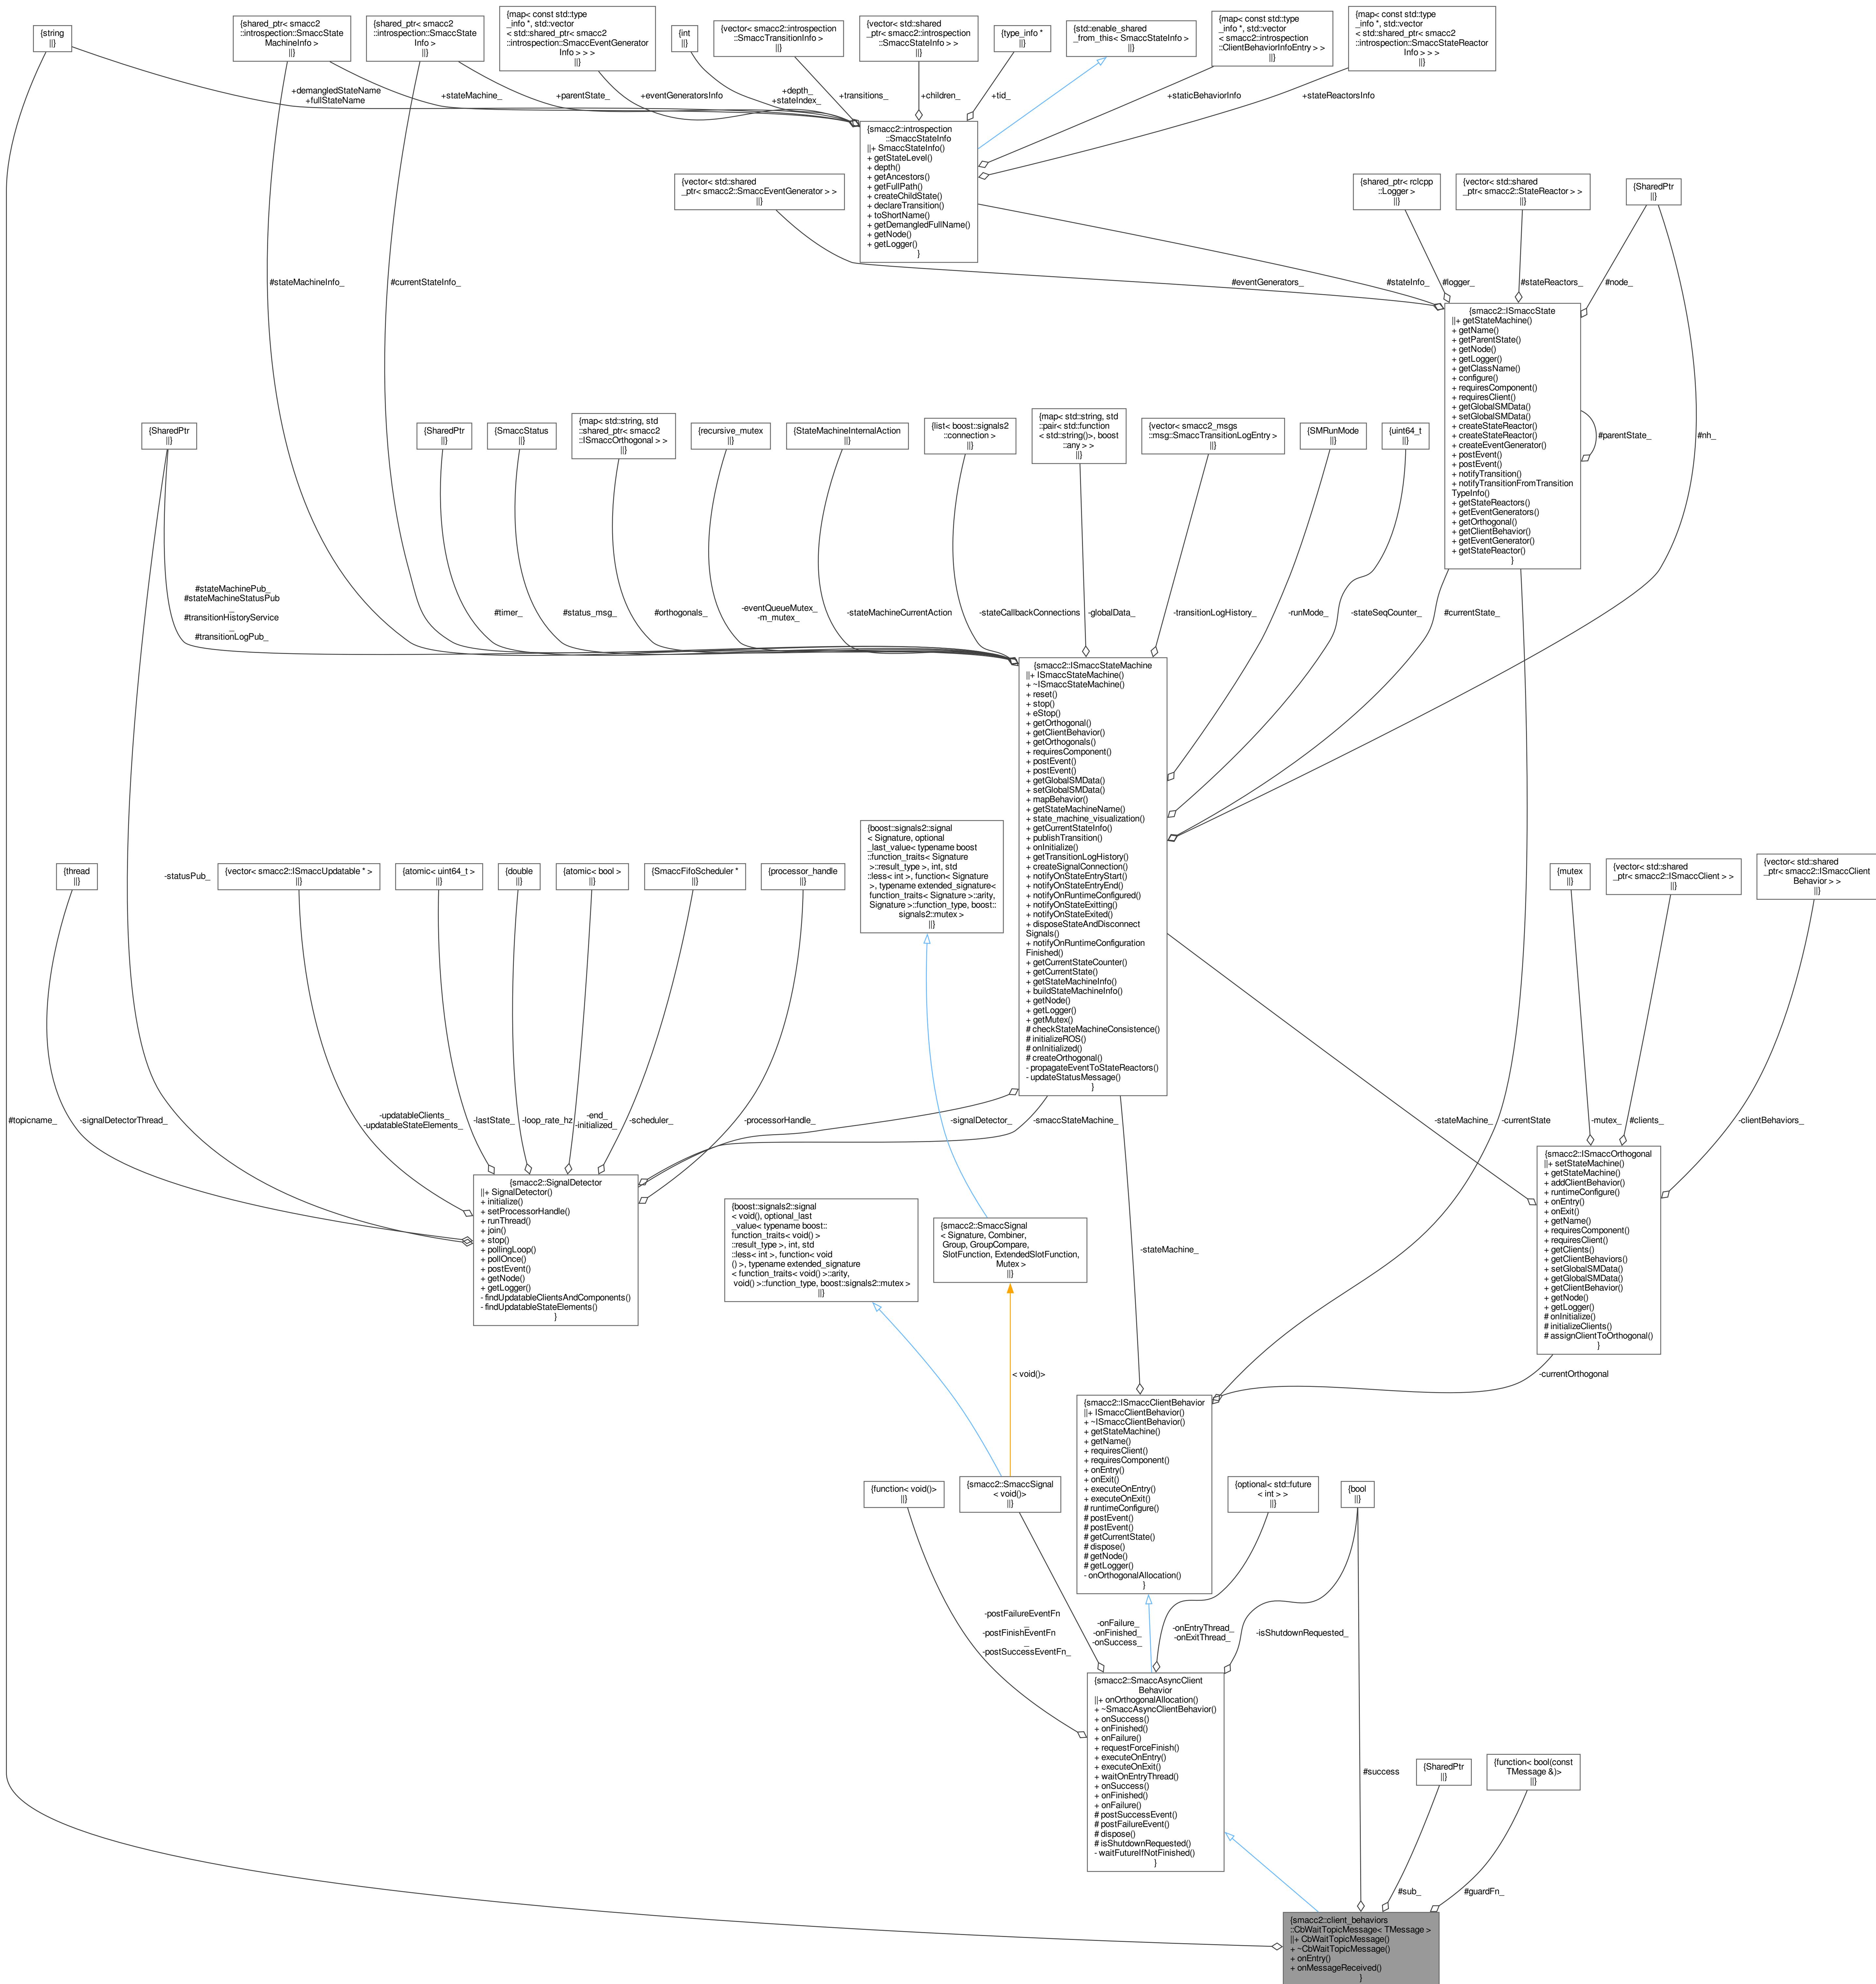 {string
||}
{shared_ptr< smacc2
::introspection::SmaccState
MachineInfo >
||}
{shared_ptr< smacc2
::introspection::SmaccState
Info >
||}
{map< const std::type
_info *, std::vector
< std::shared_ptr< smacc2
::introspection::SmaccEventGenerator
Info > > >
||}
{int
||}
{vector< smacc2::introspection
::SmaccTransitionInfo >
||}
{vector< std::shared
_ptr< smacc2::introspection
::SmaccStateInfo > >
||}
{type_info *
||}
{std::enable_shared
_from_this< SmaccStateInfo >
||}
{map< const std::type
_info *, std::vector
< smacc2::introspection
::ClientBehaviorInfoEntry > >
||}
{map< const std::type
_info *, std::vector
< std::shared_ptr< smacc2
::introspection::SmaccStateReactor
Info > > >
||}
+demangledStateName
+fullStateName
+stateMachine_
+parentState_
+eventGeneratorsInfo
+depth_
+stateIndex_
+transitions_
+children_
+tid_
+staticBehaviorInfo
+stateReactorsInfo
{smacc2::introspection
::SmaccStateInfo
||+ SmaccStateInfo()
+ getStateLevel()
+ depth()
+ getAncestors()
+ getFullPath()
+ createChildState()
+ declareTransition()
+ toShortName()
+ getDemangledFullName()
+ getNode()
+ getLogger()
}
{vector< std::shared
_ptr< smacc2::SmaccEventGenerator > >
||}
{shared_ptr< rclcpp
::Logger >
||}
{vector< std::shared
_ptr< smacc2::StateReactor > >
||}
{SharedPtr
||}
#stateMachineInfo_
#currentStateInfo_
#eventGenerators_
#stateInfo_
#logger_
#stateReactors_
#node_
{smacc2::ISmaccState
||+ getStateMachine()
+ getName()
+ getParentState()
+ getNode()
+ getLogger()
+ getClassName()
+ configure()
+ requiresComponent()
+ requiresClient()
+ getGlobalSMData()
+ setGlobalSMData()
+ createStateReactor()
+ createStateReactor()
+ createEventGenerator()
+ postEvent()
+ postEvent()
+ notifyTransition()
+ notifyTransitionFromTransition
TypeInfo()
+ getStateReactors()
+ getEventGenerators()
+ getOrthogonal()
+ getClientBehavior()
+ getEventGenerator()
+ getStateReactor()
}
#parentState_
#nh_
{SharedPtr
||}
{SharedPtr
||}
{SmaccStatus
||}
{map< std::string, std
::shared_ptr< smacc2
::ISmaccOrthogonal > >
||}
{recursive_mutex
||}
{StateMachineInternalAction
||}
{list< boost::signals2
::connection >
||}
{map< std::string, std
::pair< std::function
< std::string()>, boost
::any > >
||}
{vector< smacc2_msgs
::msg::SmaccTransitionLogEntry >
||}
{SMRunMode
||}
{uint64_t
||}
#stateMachinePub_
#stateMachineStatusPub
_
#transitionHistoryService
_
#transitionLogPub_
#timer_
#status_msg_
#orthogonals_
-eventQueueMutex_
-m_mutex_
-stateMachineCurrentAction
-stateCallbackConnections
-globalData_
-transitionLogHistory_
-runMode_
-stateSeqCounter_
#currentState_
{smacc2::ISmaccStateMachine
||+ ISmaccStateMachine()
+ ~ISmaccStateMachine()
+ reset()
+ stop()
+ eStop()
+ getOrthogonal()
+ getClientBehavior()
+ getOrthogonals()
+ requiresComponent()
+ postEvent()
+ postEvent()
+ getGlobalSMData()
+ setGlobalSMData()
+ mapBehavior()
+ getStateMachineName()
+ state_machine_visualization()
+ getCurrentStateInfo()
+ publishTransition()
+ onInitialize()
+ getTransitionLogHistory()
+ createSignalConnection()
+ notifyOnStateEntryStart()
+ notifyOnStateEntryEnd()
+ notifyOnRuntimeConfigured()
+ notifyOnStateExitting()
+ notifyOnStateExited()
+ disposeStateAndDisconnect
Signals()
+ notifyOnRuntimeConfiguration
Finished()
+ getCurrentStateCounter()
+ getCurrentState()
+ getStateMachineInfo()
+ buildStateMachineInfo()
+ getNode()
+ getLogger()
+ getMutex()
# checkStateMachineConsistence()
# initializeROS()
# onInitialized()
# createOrthogonal()
- propagateEventToStateReactors()
- updateStatusMessage()
}
{boost::signals2::signal
< Signature, optional
_last_value< typename boost
::function_traits< Signature
>::result_type >, int, std
::less< int >, function< Signature
>, typename extended_signature<
function_traits< Signature >::arity,
Signature >::function_type, boost::
signals2::mutex >
||}
{thread
||}
-statusPub_
{vector< smacc2::ISmaccUpdatable * >
||}
{atomic< uint64_t >
||}
{double
||}
{atomic< bool >
||}
{SmaccFifoScheduler *
||}
{processor_handle
||}
{mutex
||}
{vector< std::shared
_ptr< smacc2::ISmaccClient > >
||}
{vector< std::shared
_ptr< smacc2::ISmaccClient
Behavior > >
||}
#topicname_
-signalDetectorThread_
-updatableClients_
-updatableStateElements_
-lastState_
-loop_rate_hz
-end_
-initialized_
-scheduler_
-processorHandle_
-signalDetector_
-smaccStateMachine_
-stateMachine_
-currentState
-mutex_
#clients_
-clientBehaviors_
{smacc2::SignalDetector
||+ SignalDetector()
+ initialize()
+ setProcessorHandle()
+ runThread()
+ join()
+ stop()
+ pollingLoop()
+ pollOnce()
+ postEvent()
+ getNode()
+ getLogger()
- findUpdatableClientsAndComponents()
- findUpdatableStateElements()
}
{smacc2::ISmaccOrthogonal
||+ setStateMachine()
+ getStateMachine()
+ addClientBehavior()
+ runtimeConfigure()
+ onEntry()
+ onExit()
+ getName()
+ requiresComponent()
+ requiresClient()
+ getClients()
+ getClientBehaviors()
+ setGlobalSMData()
+ getGlobalSMData()
+ getClientBehavior()
+ getNode()
+ getLogger()
# onInitialize()
# initializeClients()
# assignClientToOrthogonal()
}
{boost::signals2::signal
< void(), optional_last
_value< typename boost::
function_traits< void() >
::result_type >, int, std
::less< int >, function< void
() >, typename extended_signature
< function_traits< void() >::arity,
void() >::function_type, boost::signals2::mutex >
||}
{smacc2::SmaccSignal
< Signature, Combiner,
Group, GroupCompare,
SlotFunction, ExtendedSlotFunction,
Mutex >
||}
-stateMachine_
< void()>
-currentOrthogonal
{smacc2::ISmaccClientBehavior
||+ ISmaccClientBehavior()
+ ~ISmaccClientBehavior()
+ getStateMachine()
+ getName()
+ requiresClient()
+ requiresComponent()
+ onEntry()
+ onExit()
+ executeOnEntry()
+ executeOnExit()
# runtimeConfigure()
# postEvent()
# postEvent()
# getCurrentState()
# dispose()
# getNode()
# getLogger()
- onOrthogonalAllocation()
}
{function< void()>
||}
{smacc2::SmaccSignal
< void()>
||}
{optional< std::future
< int > >
||}
{bool
||}
-postFailureEventFn
_
-postFinishEventFn
_
-postSuccessEventFn_
-onFailure_
-onFinished_
-onSuccess_
-onEntryThread_
-onExitThread_
-isShutdownRequested_
{smacc2::SmaccAsyncClient
Behavior
||+ onOrthogonalAllocation()
+ ~SmaccAsyncClientBehavior()
+ onSuccess()
+ onFinished()
+ onFailure()
+ requestForceFinish()
+ executeOnEntry()
+ executeOnExit()
+ waitOnEntryThread()
+ onSuccess()
+ onFinished()
+ onFailure()
# postSuccessEvent()
# postFailureEvent()
# dispose()
# isShutdownRequested()
- waitFutureIfNotFinished()
}
#success
{SharedPtr
||}
{function< bool(const
TMessage &)>
||}
#sub_
#guardFn_
{smacc2::client_behaviors
::CbWaitTopicMessage< TMessage >
||+ CbWaitTopicMessage()
+ ~CbWaitTopicMessage()
+ onEntry()
+ onMessageReceived()
}